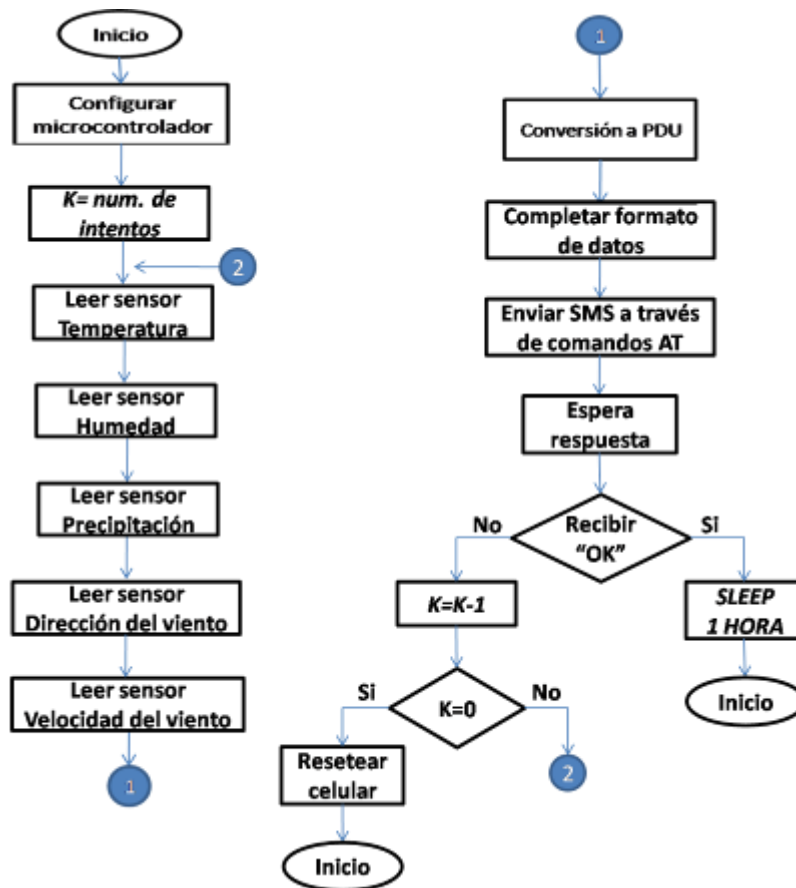 Inicio
Configurar
microcontrolador
K= num. de
intentos
2
Leer sensor
Temperatura
Leer sensor
Humedad
Leer sensor
Precipitación
Leer sensor
Dirección del viento
Leer sensor
Velocidad del viento
1
1
Conversión a PDU
Completar formato
de datos
Enviar SMS a través
de comandos AT
Espera
respuesta
Recibir
“OK”
No
Si
K=K-1
SLEEP
1 HORA
Inicio
K=0
Si
No
Resetear
celular
2
Inicio